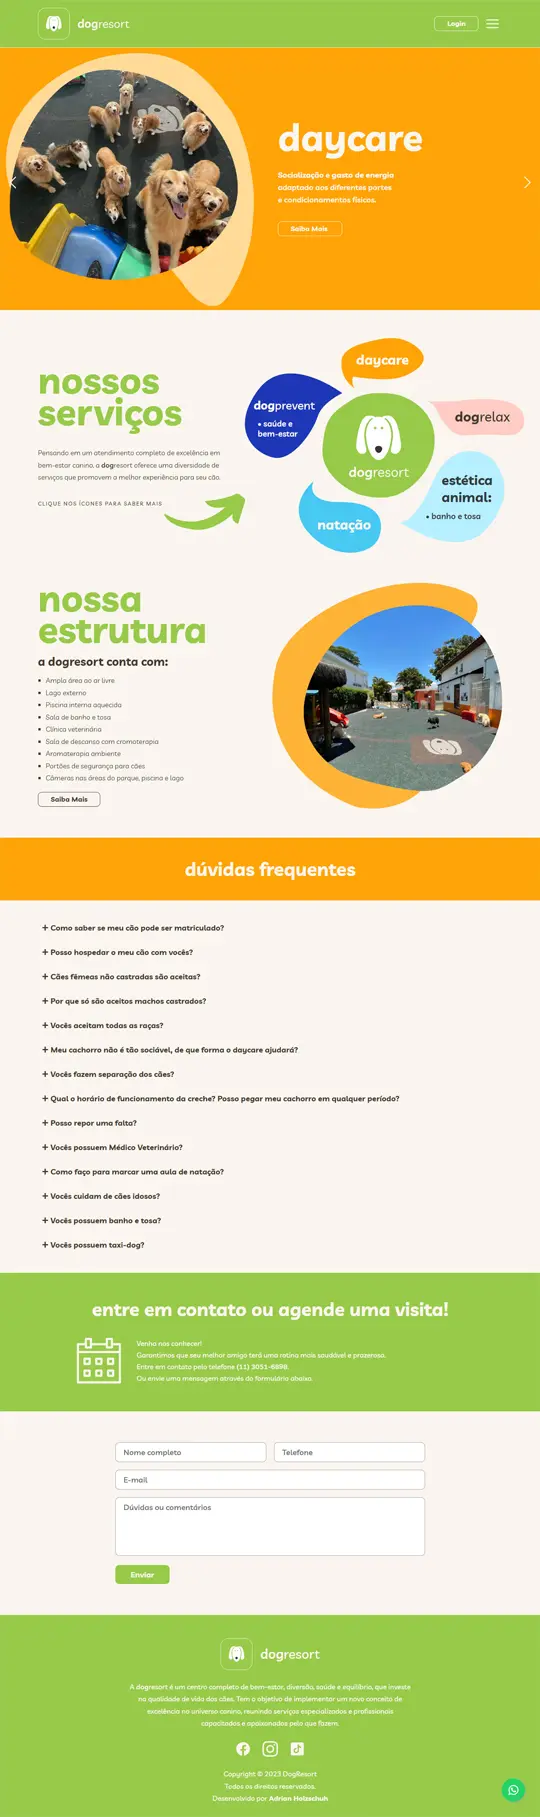 dogresort
Login
daycare
Socialização e gasto de energia
adaptado aos diferentes portes
e condicionamentos físicos.
Saiba Mais
nossos
serviços
Pensando em um atendimento completo de excelência em
bem-estar canino, a dogresort oferece uma diversidade de
serviços que promovem a melhor experiência para seu cão.
CLIQUE NOS ÍCONES PARA SABER MAIS
daycare
dogprevent
• saúde e
bem-estar
dogrelax
dogresort
estética
animal:
• banho e tosa
natação
nossa
estrutura
a dogresort conta com:
Ampla área ao ar livre
Lago externo
Piscina interna aquecida
Sala de banho e tosa
Clínica veterinária
Sala de descanso com cromoterapia
Aromaterapia ambiente
Portões de segurança para cães
Câmeras nas áreas do parque, piscina e lago
Saiba Mais
dúvidas frequentes
+ Como saber se meu cão pode ser matriculado?
+ Posso hospedar o meu cão com vocês?
+ Cães fêmeas não castradas são aceitas?
+ Por que só são aceitos machos castrados?
+ Vocês aceitam todas as raças?
+ Meu cachorro não é tão sociável, de que forma o daycare ajudará?
+ Vocês fazem separação dos cães?
+ Qual o horário de funcionamento da creche? Posso pegar meu cachorro em qualquer período?
+ Posso repor uma falta?
+ Vocês possuem Médico Veterinário?
+ Como faço para marcar uma aula de natação?
+ Vocês cuidam de cães idosos?
+ Vocês possuem banho e tosa?
+ Vocês possuem taxi-dog?
entre em contato ou agende uma visita!
Venha nos conhecer!
Garantimos que seu melhor amigo terá uma rotina mais saudável e prazerosa.
Entre em contato pelo telefone (11) 3051-6898.
Ou envie uma mensagem através do formulário abaixo.
Nome completo
Telefone
E-mail
Dúvidas ou comentários
Enviar
dogresort
A dogresort é um centro completo de bem-estar, diversão, saúde e equilíbrio, que investe
na qualidade de vida dos cães. Tem o objetivo de implementar um novo conceito de
excelência no universo canino, reunindo serviços especializados e profissionais
capacitados e apaixonados pelo que fazem.
Copyright © 2023 DogResort
Todos os direitos reservados.
Desenvolvido por Adrian Holzschuh